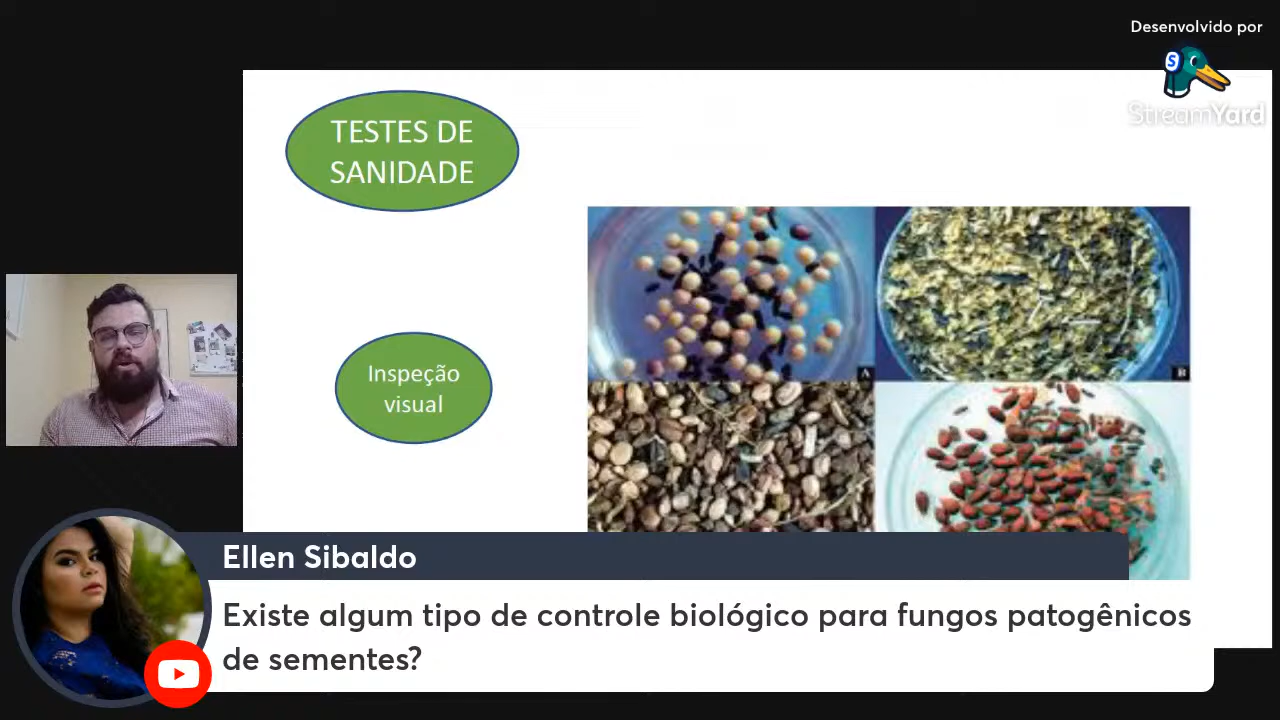 Desenvolvido por
S
StreamYard
TESTES DE
SANIDADE
Inspeção
visual
A
B
Ellen Sibaldo
Existe algum tipo de controle biológico para fungos patogênicos
de sementes?